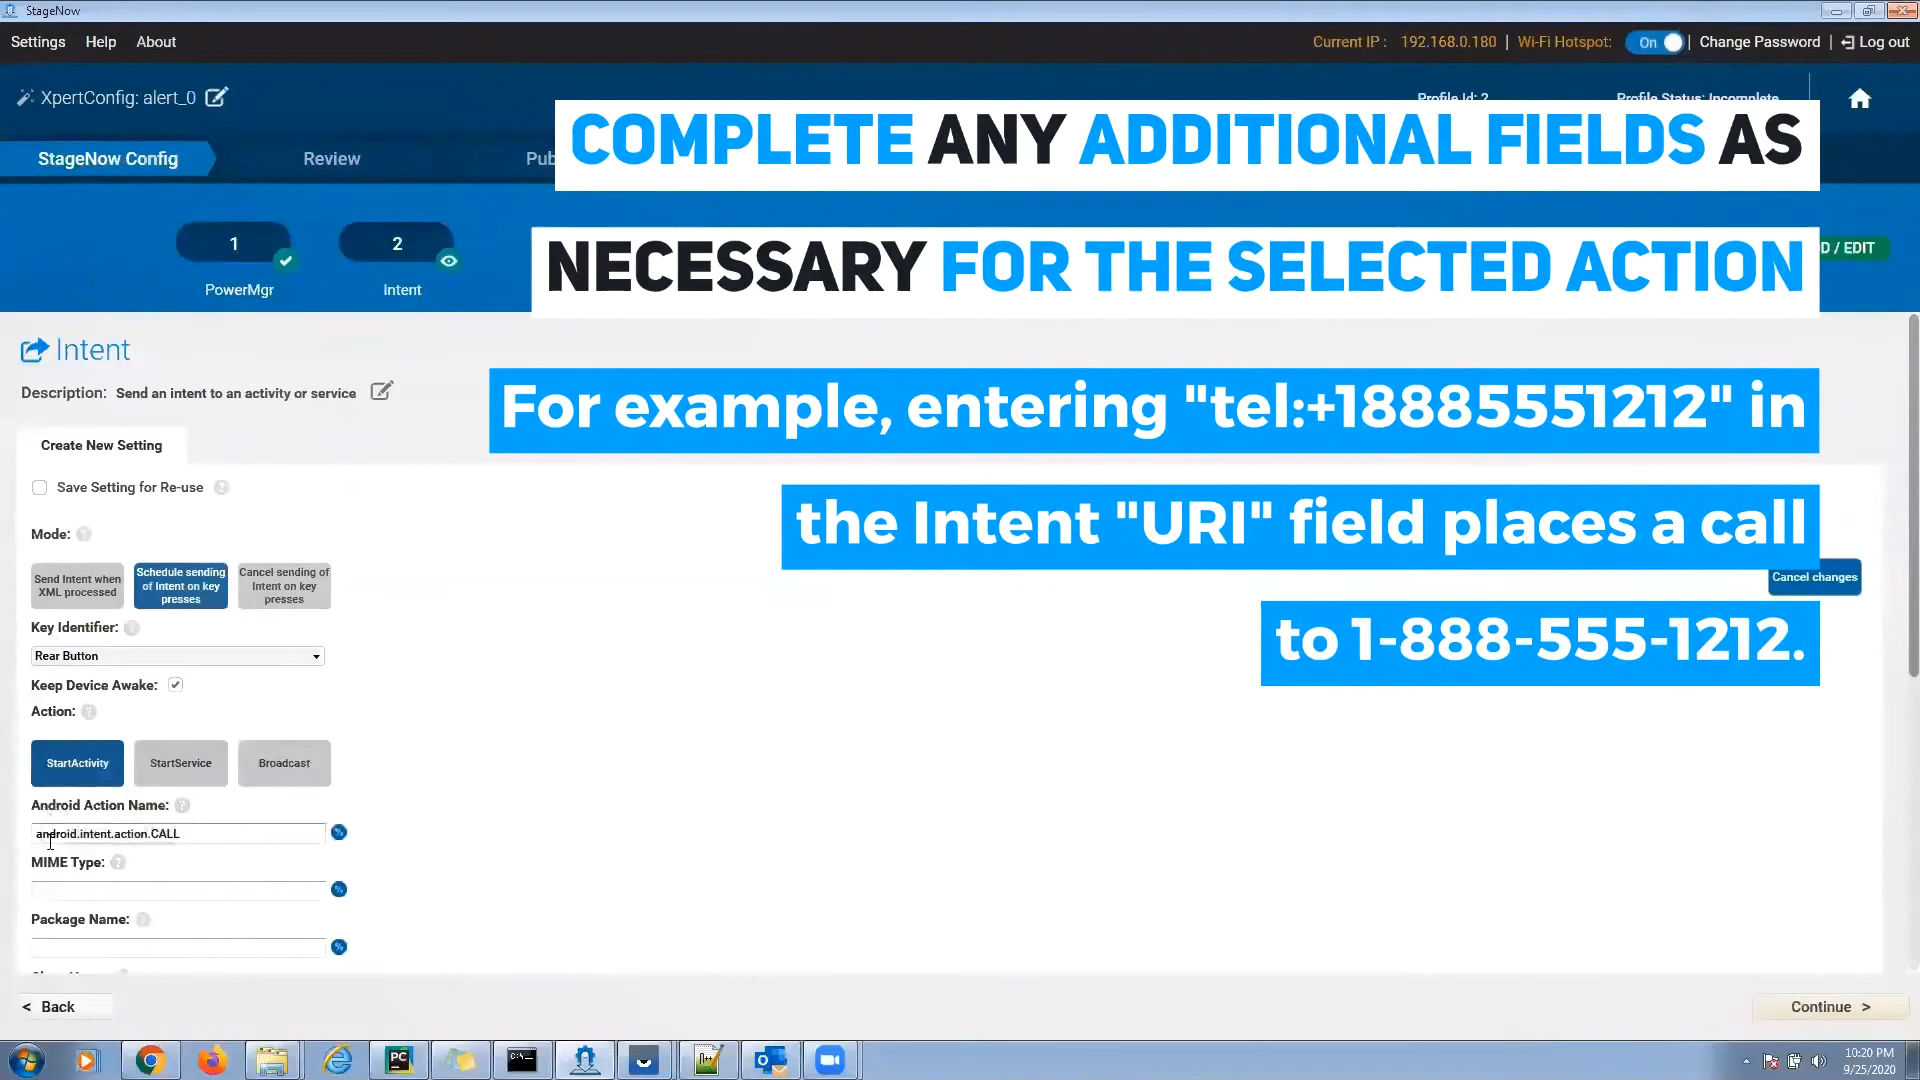 StageNow
Settings Help About
Current IP : 192.168.0.180 | Wi-Fi Hotspot: On | Change Password | Log out
XpertConfig: alert_0
Profile Id: 2 Profile Status: Incomplete
StageNow Config Review Pub
COMPLETE ANY ADDITIONAL FIELDS AS
NECESSARY FOR THE SELECTED ACTION
1 2
D / EDIT
PowerMgr Intent
Intent
Description: Send an intent to an activity or service
For example, entering "tel:+18885551212" in
the Intent "URI" field places a call
to 1-888-555-1212.
Create New Setting
Save Setting for Re-use ?
Mode: ?
Send Intent when XML processed
Schedule sending of Intent on key presses
Cancel sending of Intent on key presses
Cancel changes
Key Identifier: ?
Rear Button
Keep Device Awake:
Action: ?
StartActivity StartService Broadcast
Android Action Name: ?
android.intent.action.CALL
MIME Type: ?
Package Name: ?
< Back
Continue >
PC
C:\_
10:20 PM
9/25/2020